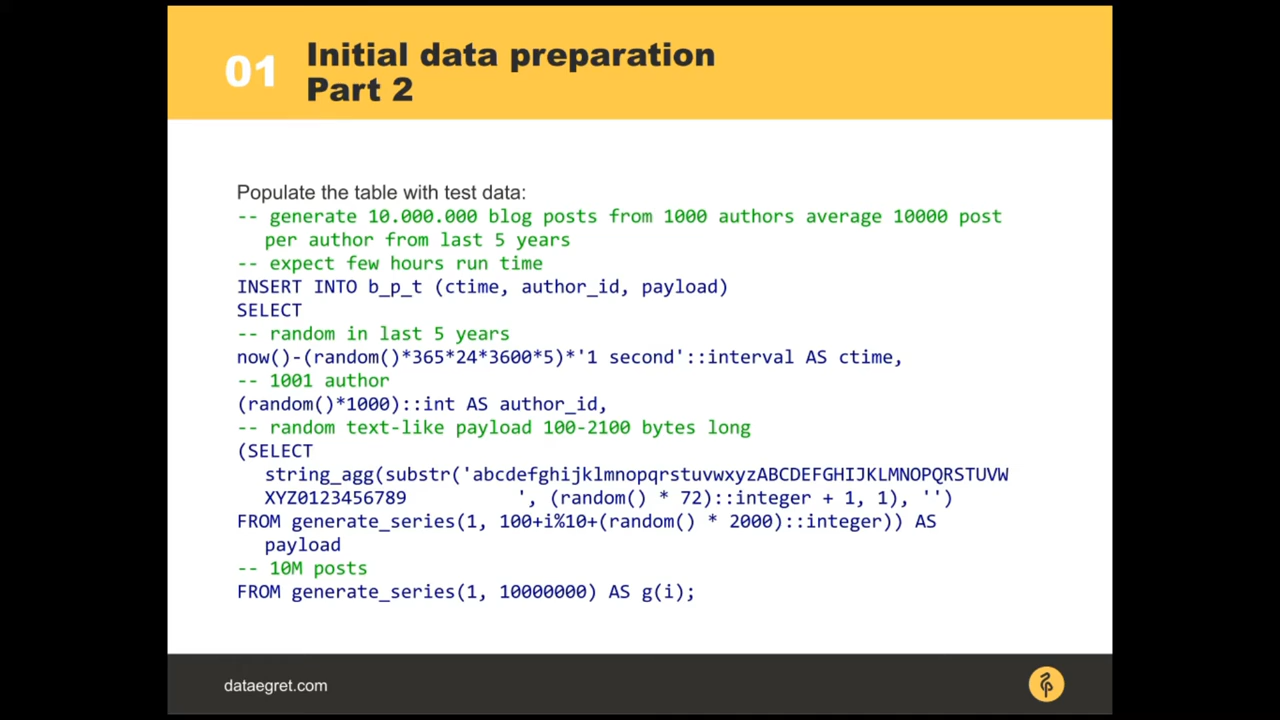 01
Initial data preparation
Part 2
Populate the table with test data:
-- generate 10.000.000 blog posts from 1000 authors average 10000 post
per author from last 5 years
-- expect few hours run time
INSERT INTO b_p_t (ctime, author_id, payload)
SELECT
-- random in last 5 years
now()-(random()*365*24*3600*5)*'1 second'::interval AS ctime,
-- 1001 author
(random()*1000)::int AS author_id,
-- random text-like payload 100-2100 bytes long
(SELECT
string_agg(substr('abcdefghijklmnopqrstuvwxyzABCDEFGHIJKLMNOPQRSTUVW
XYZ0123456789          ', (random() * 72)::integer + 1, 1), '')
FROM generate_series(1, 100+i%10+(random() * 2000)::integer)) AS
payload
-- 10M posts
FROM generate_series(1, 10000000) AS g(i);
dataegret.com